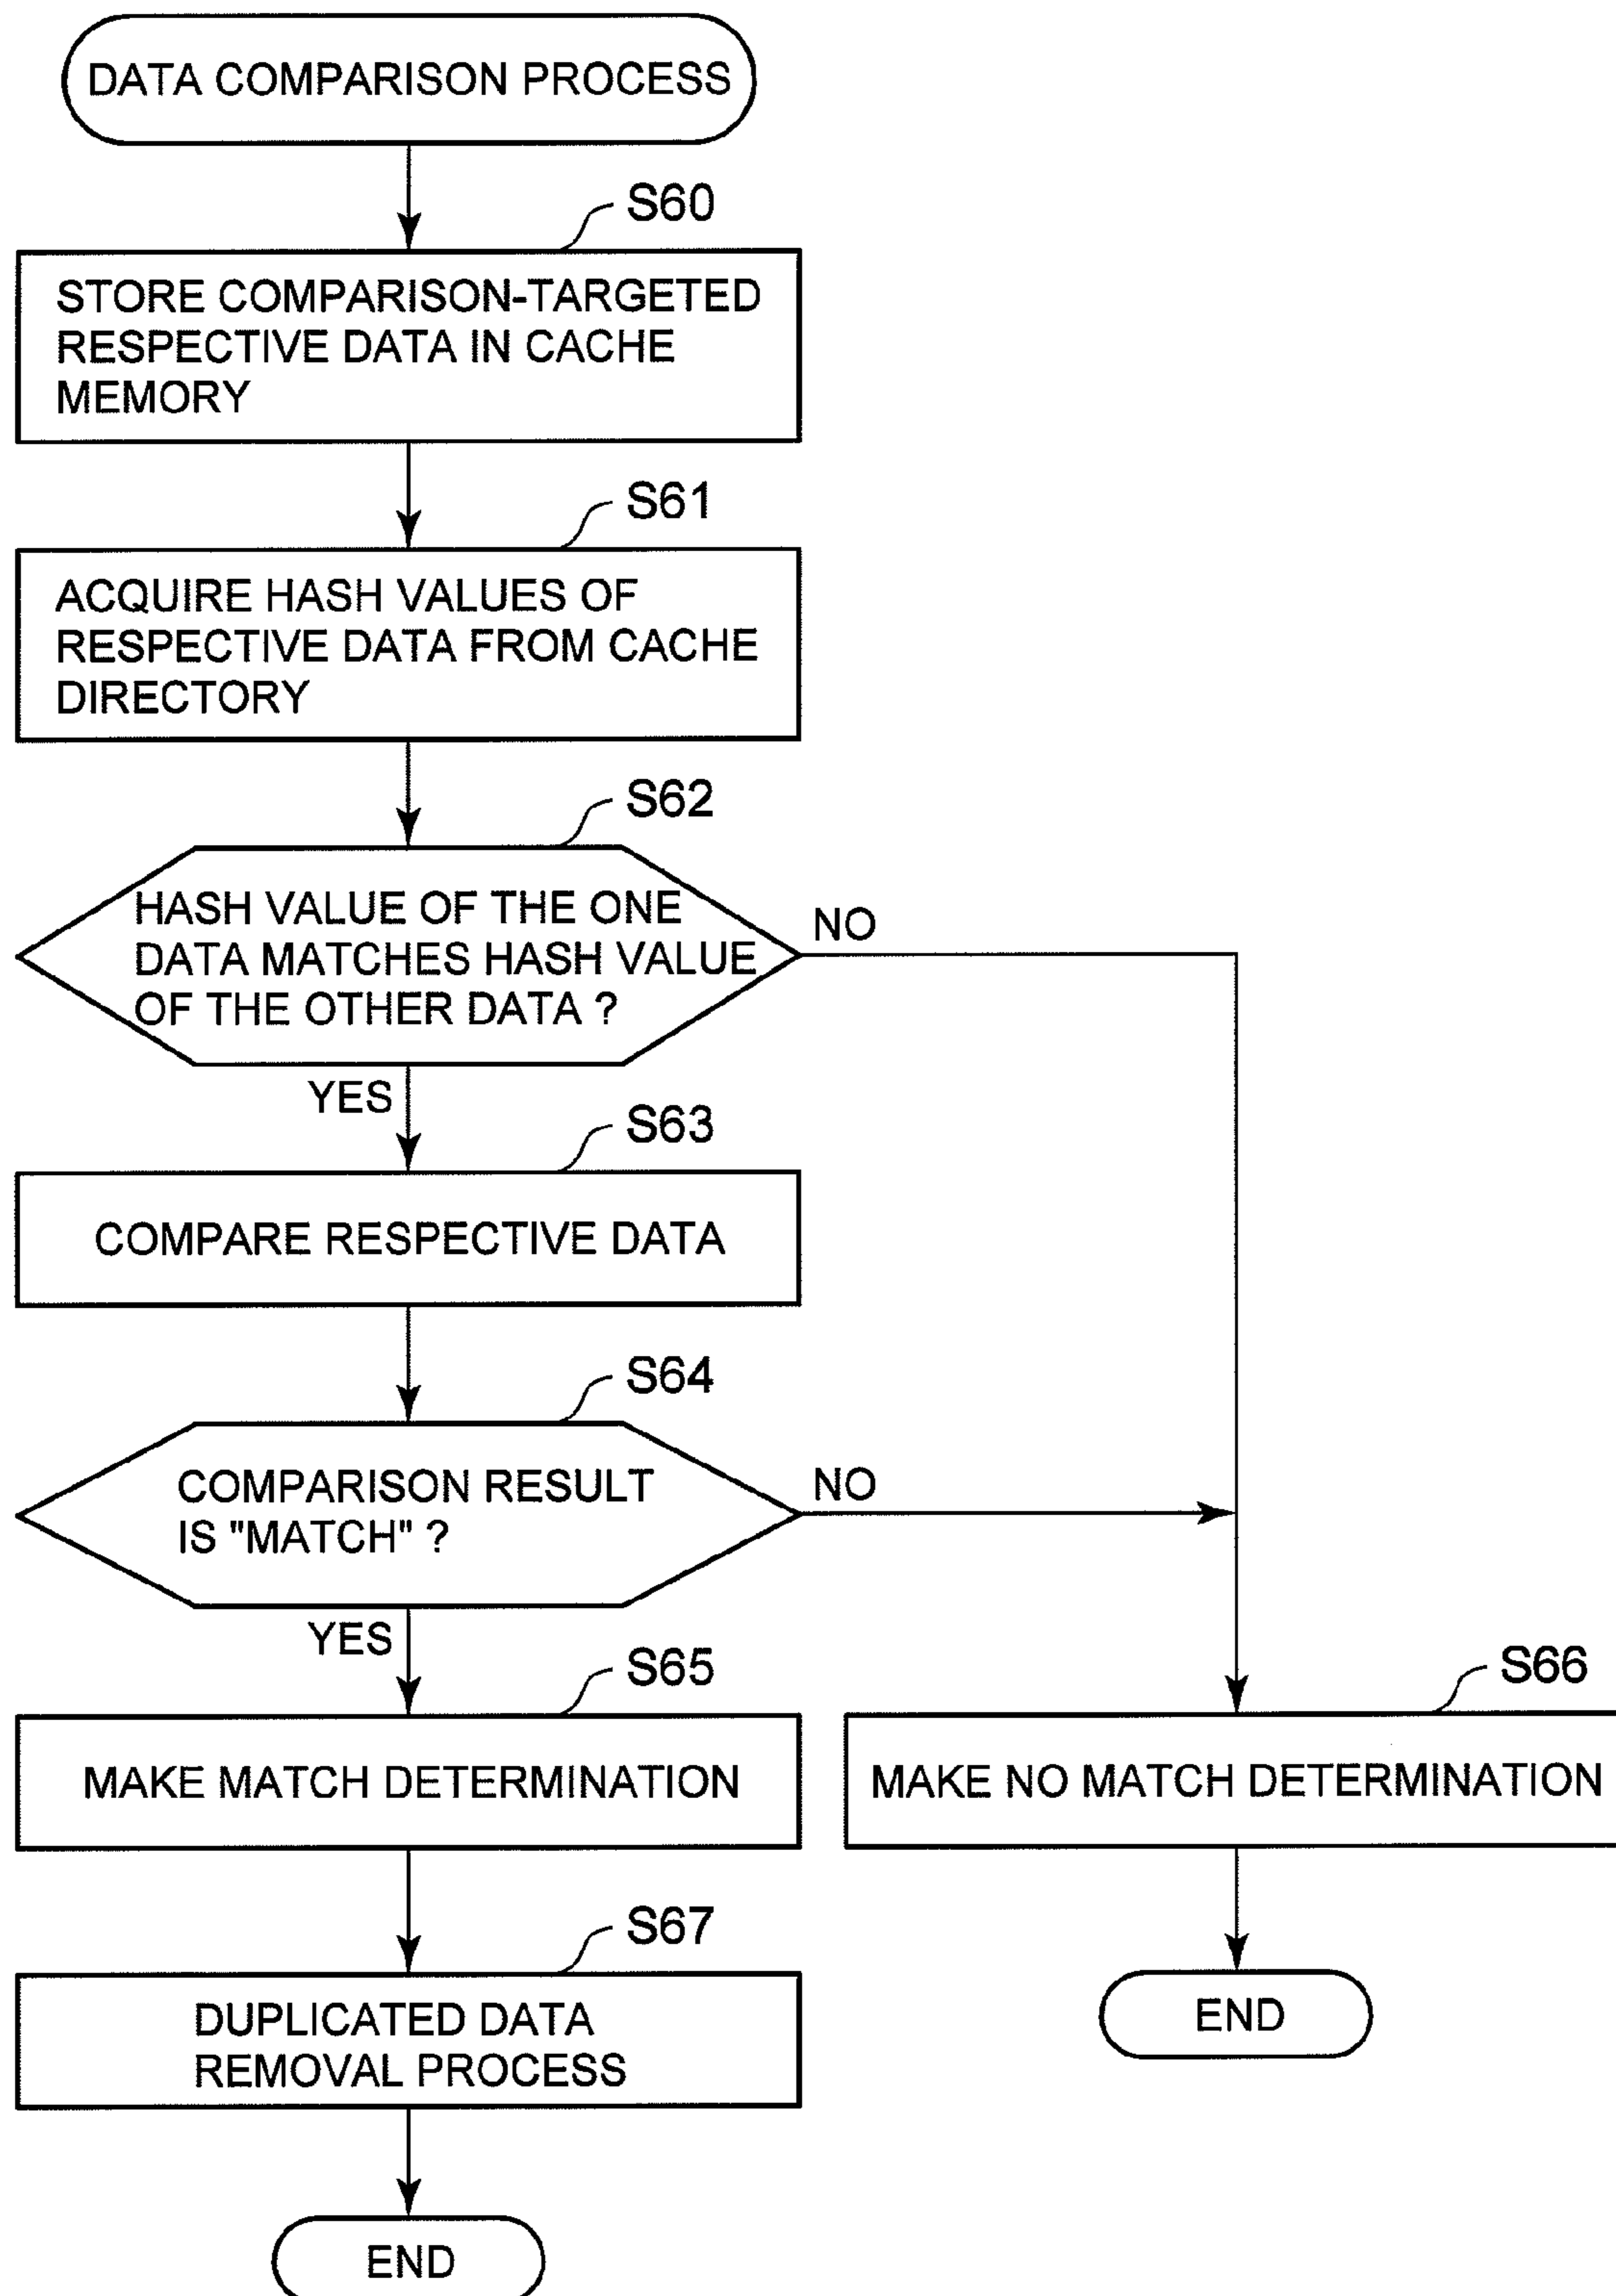 DATA COMPARISON PROCESS
S60
STORE COMPARISON-TARGETED
RESPECTIVE DATA IN CACHE
MEMORY
S61
ACQUIRE HASH VALUES OF
RESPECTIVE DATA FROM CACHE
DIRECTORY
S62
HASH VALUE OF THE ONE
DATA MATCHES HASH VALUE
OF THE OTHER DATA ?
NO
YES
S63
COMPARE RESPECTIVE DATA
S64
COMPARISON RESULT
IS "MATCH" ?
NO
YES
S65
MAKE MATCH DETERMINATION
S66
MAKE NO MATCH DETERMINATION
S67
DUPLICATED DATA
REMOVAL PROCESS
END
END